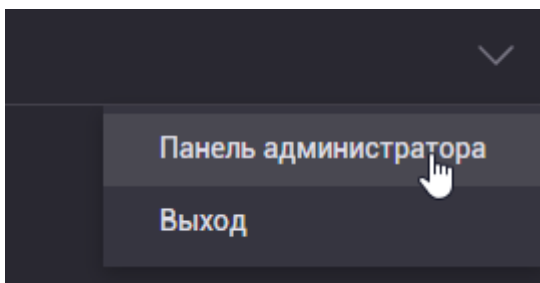 Панель администратора
Выход